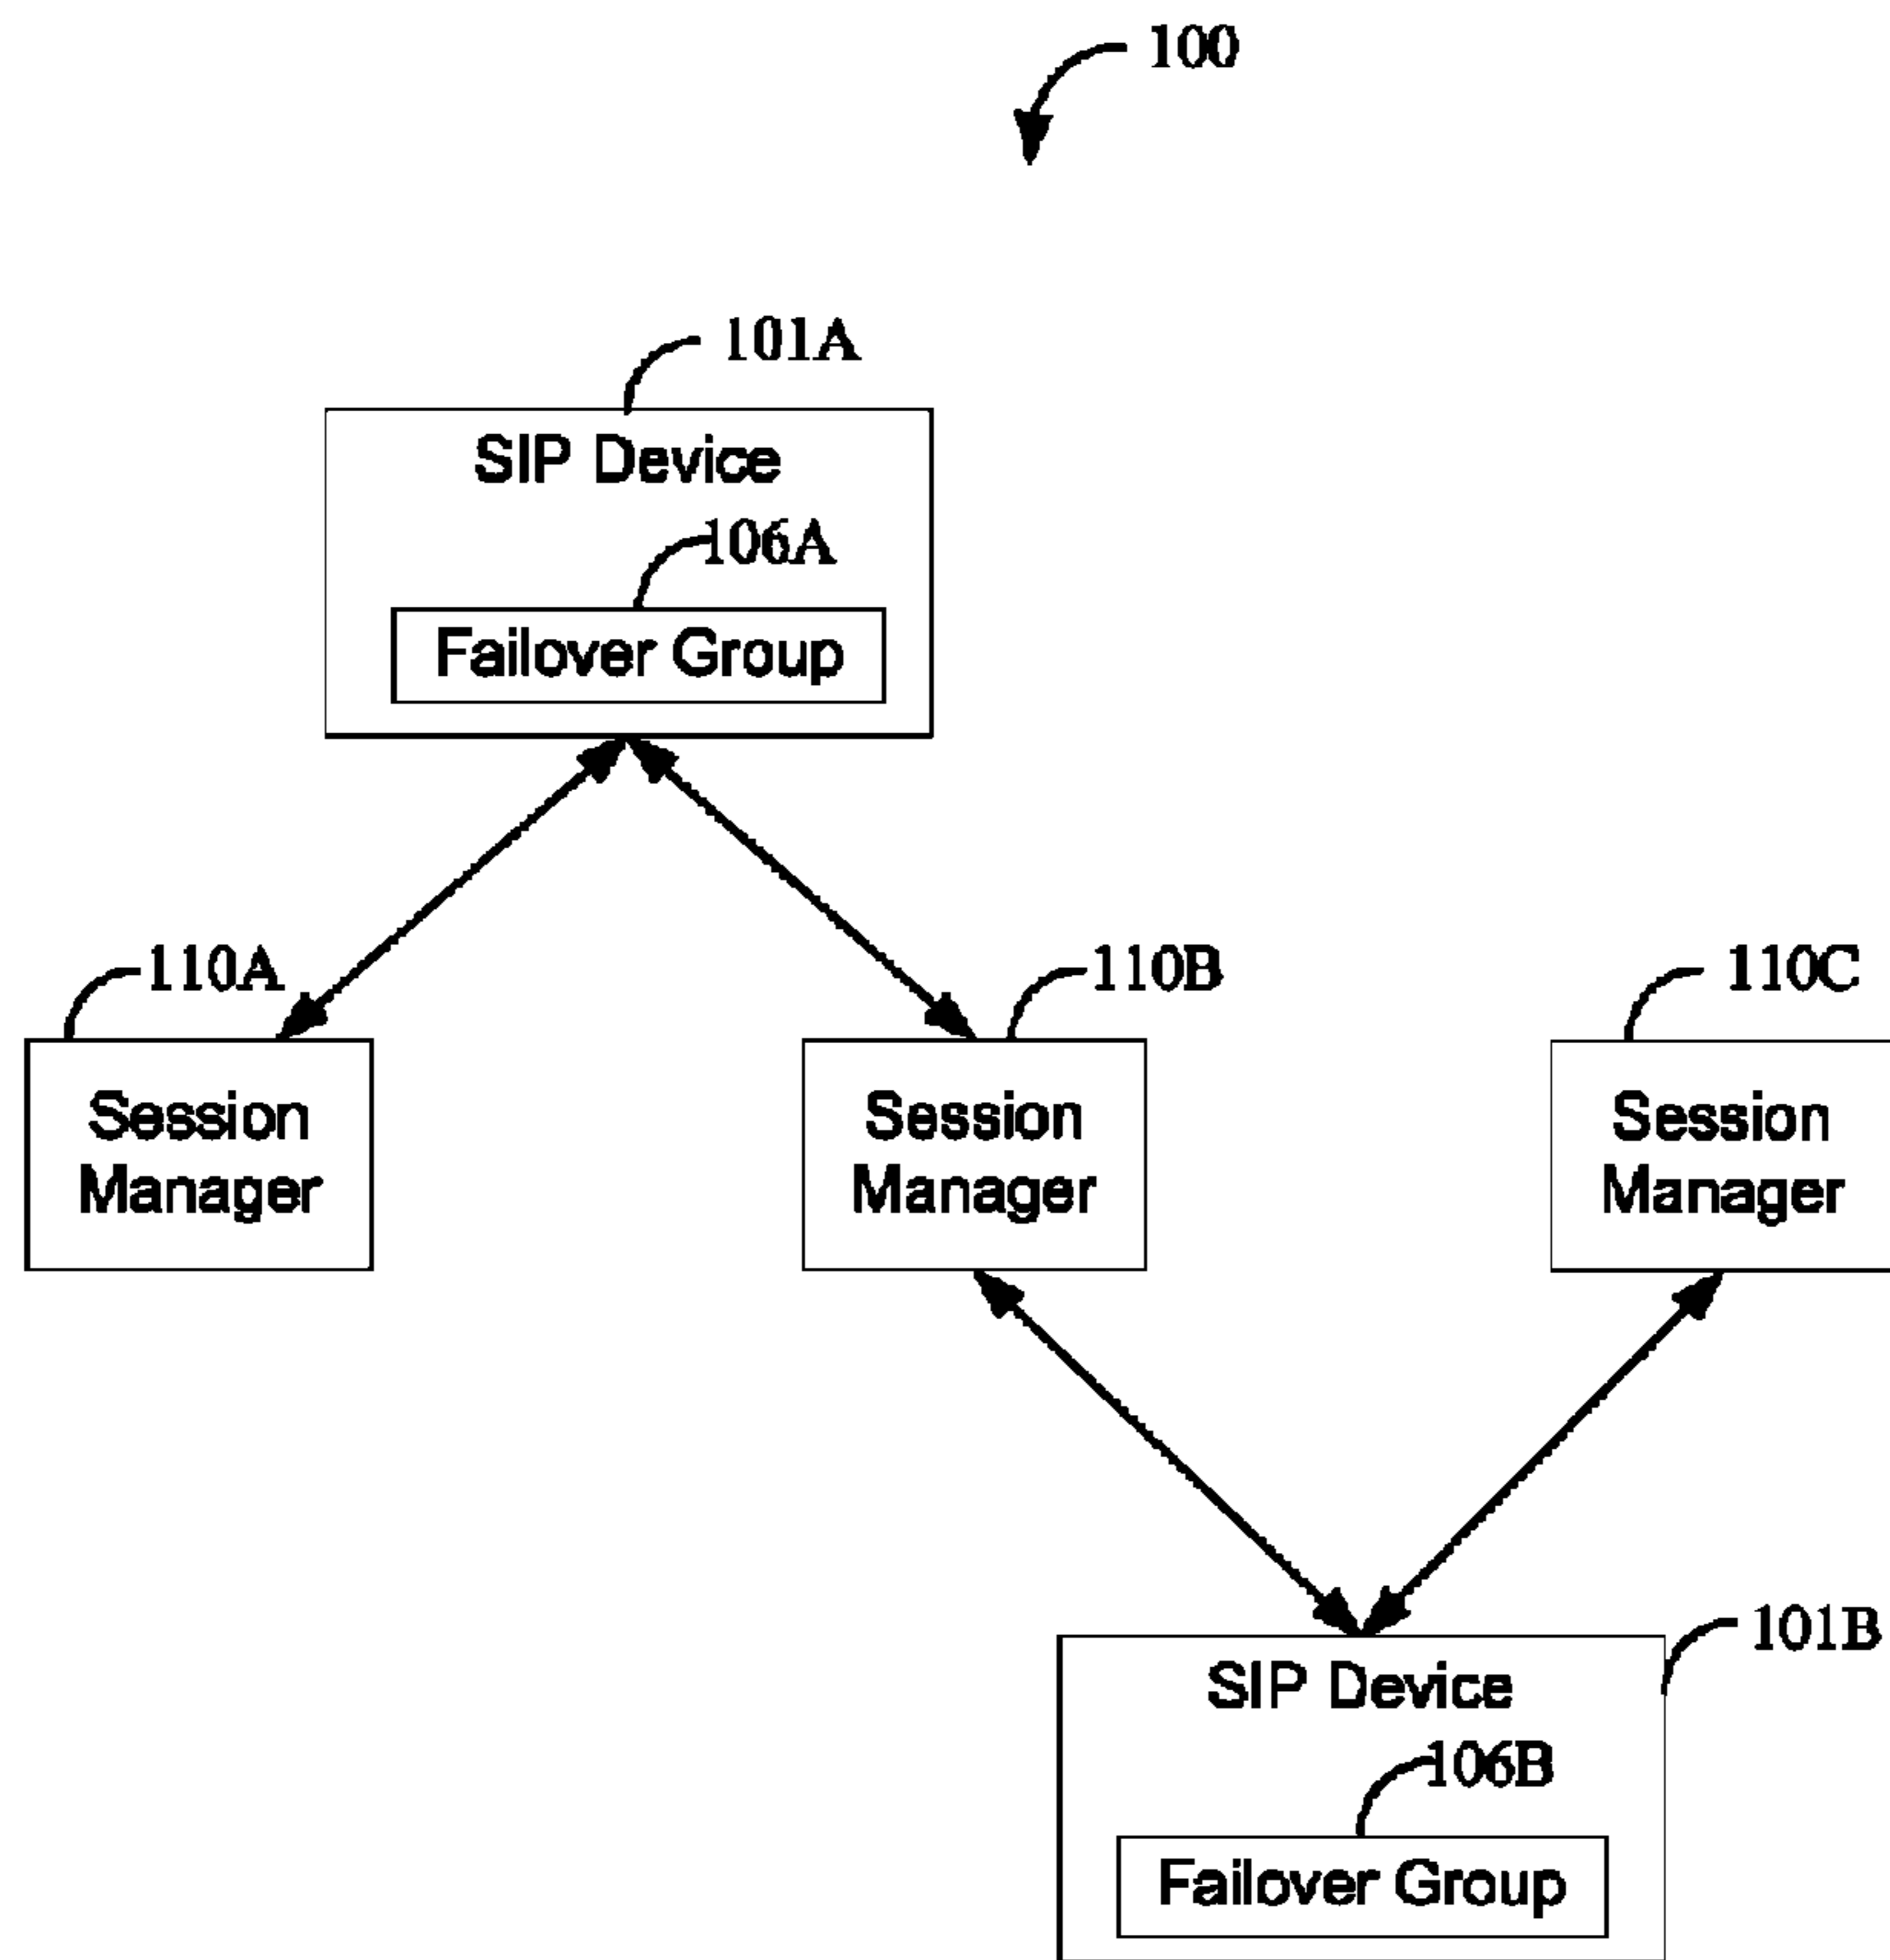 100
101A
SIP Device
106A
Failover Group
110A
110B
110C
Session
Manager
Session
Manager
Session
Manager
101B
SIP Device
106B
Failover Group